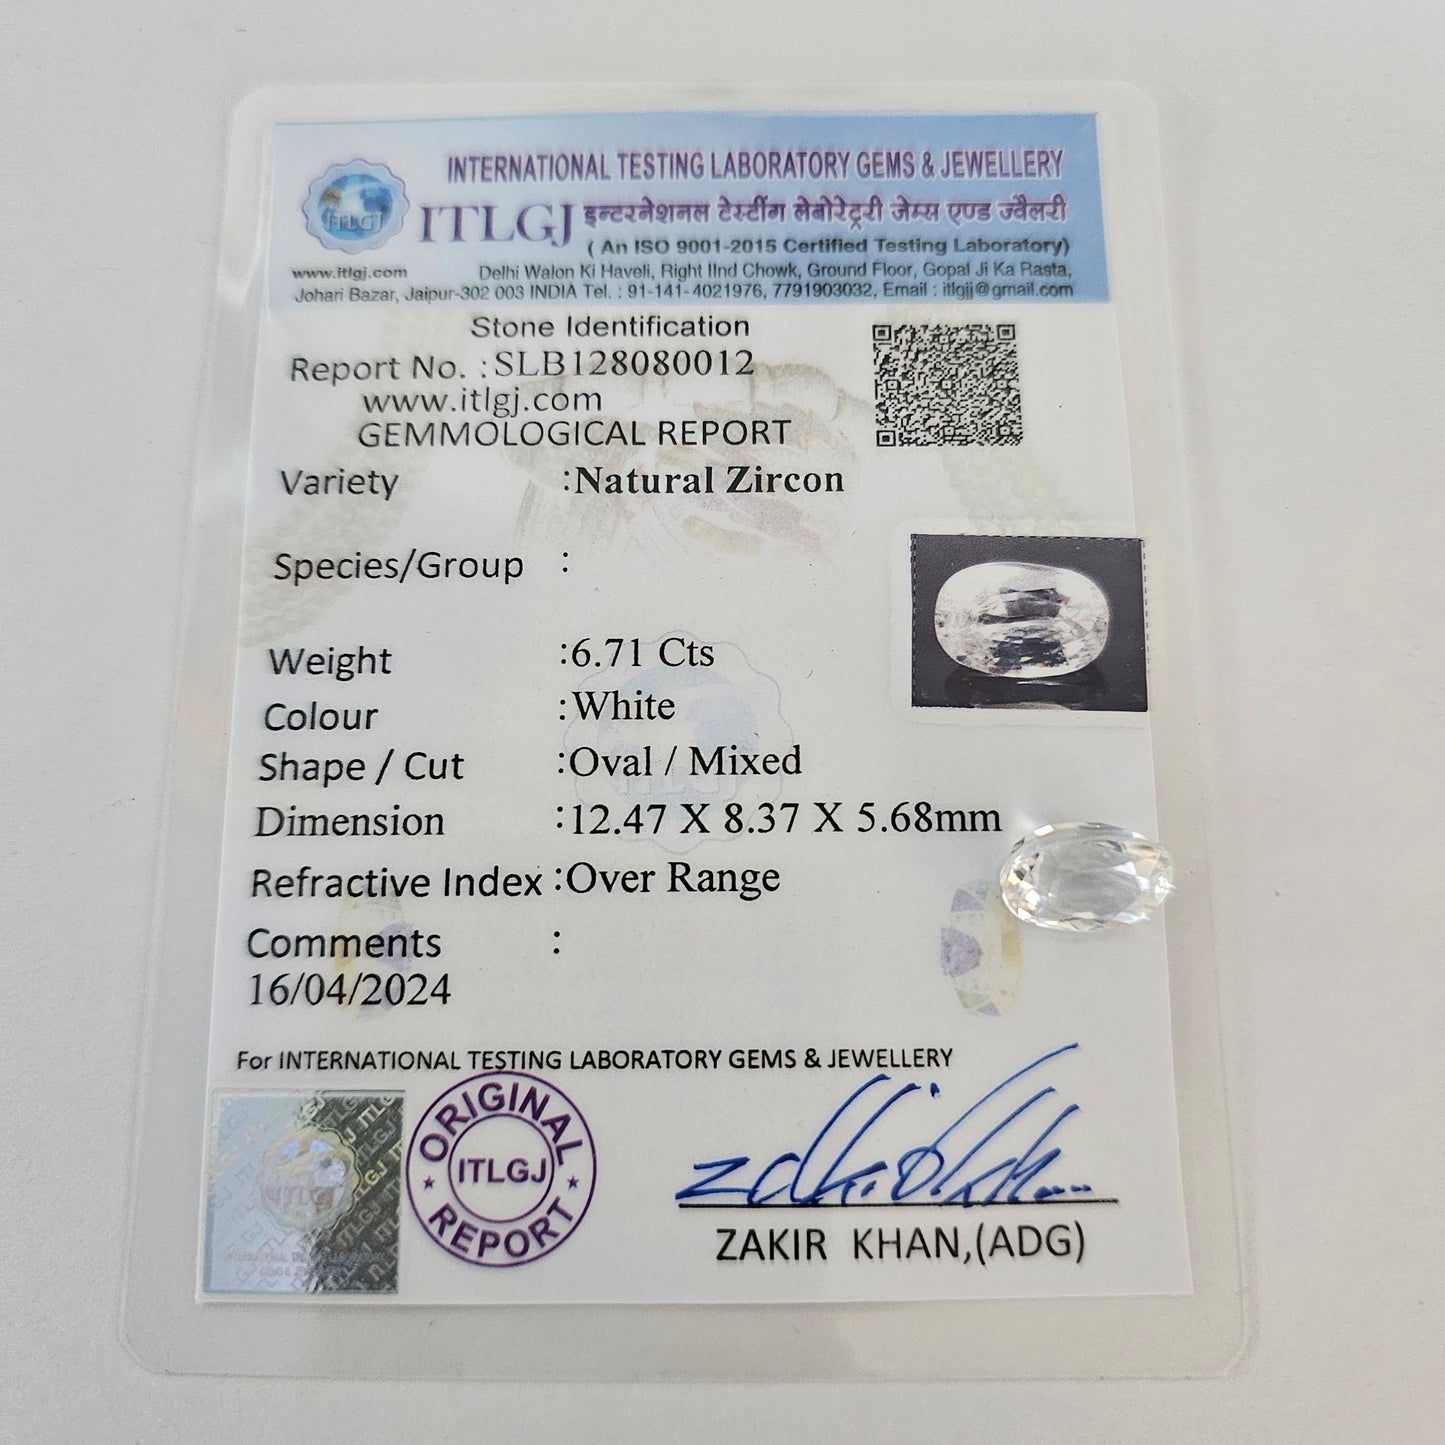 INTERNATIONAL TESTING LABORATORY GEMS & JEWELLERY
ITLGJ
ITLGJ इन्टरनेशनल टेस्टींग लेबोरेट्री जेम्स एण्ड ज्वैलरी
( An ISO 9001-2015 Certified Testing Laboratory)
www.itlgj.com Delhi Walon Ki Haveli, Right IInd Chowk, Ground Floor, Gopal Ji Ka Rasta,
Johari Bazar, Jaipur-302 003 INDIA Tel. : 91-141-4021976, 7791903032, Email : itlgjj@gmail.com
Stone Identification
Report No. :SLB128080012
www.itlgj.com
GEMMOLOGICAL REPORT
Variety :Natural Zircon
Species/Group :
Weight :6.71 Cts
Colour :White
Shape / Cut :Oval / Mixed
Dimension :12.47 X 8.37 X 5.68mm
Refractive Index :Over Range
Comments :
16/04/2024
For INTERNATIONAL TESTING LABORATORY GEMS & JEWELLERY
ITLGJ
ORIGINAL
ITLGJ
REPORT
ZAKIR KHAN,(ADG)